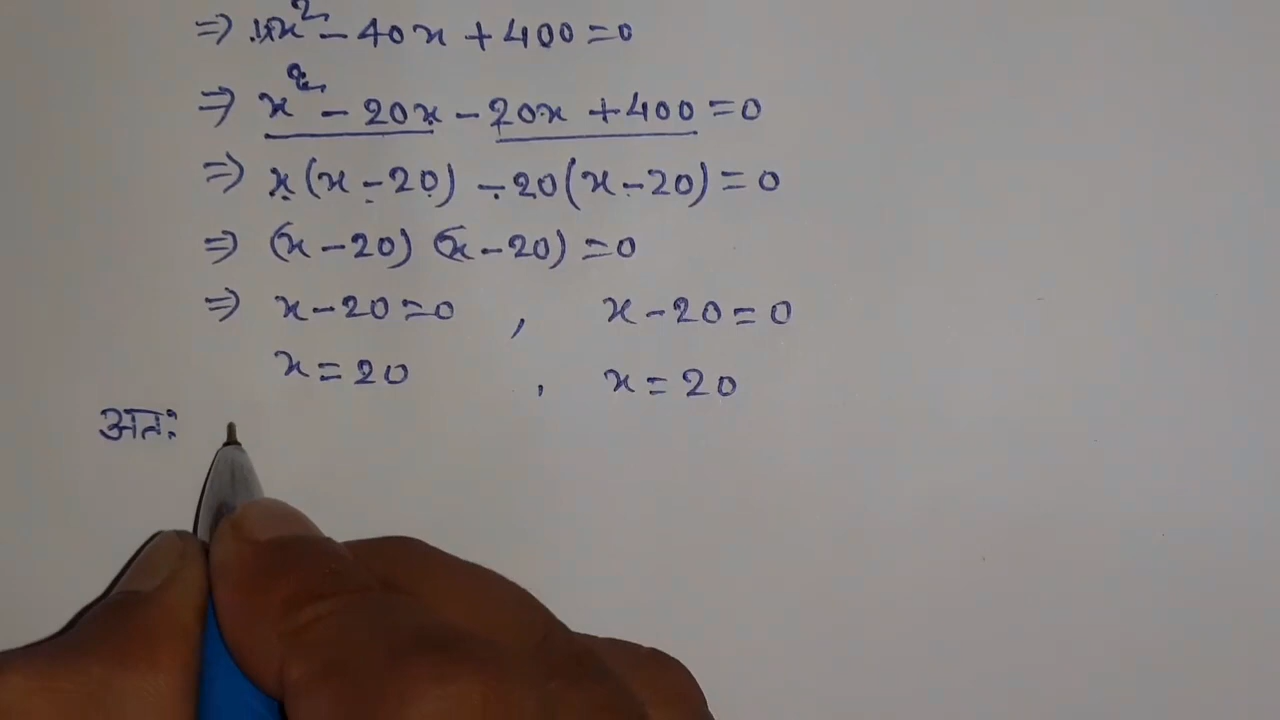 ⇒ x² - 40x + 400 = 0
⇒ x² - 20x - 20x + 400 = 0
⇒ x(x - 20) - 20(x - 20) = 0
⇒ (x - 20) (x - 20) = 0
⇒ x - 20 = 0 , x - 20 = 0
x = 20 , x = 20
अतः